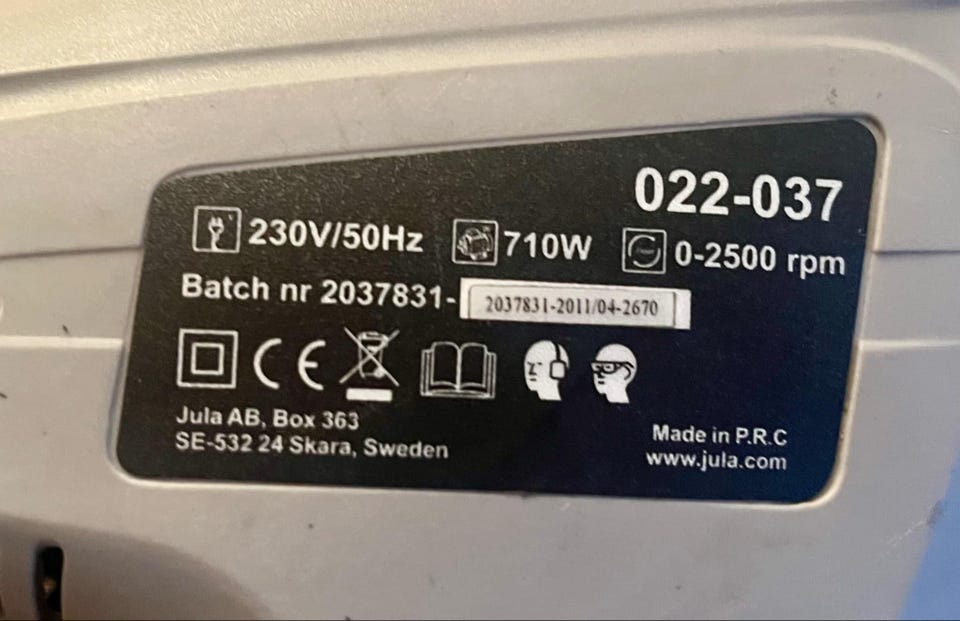 022-037
230V/50Hz 710W 0-2500 rpm
Batch nr 2037831- 2037831-2011/04-2670
CE
Jula AB, Box 363
SE-532 24 Skara, Sweden
Made in P.R.C
www.jula.com